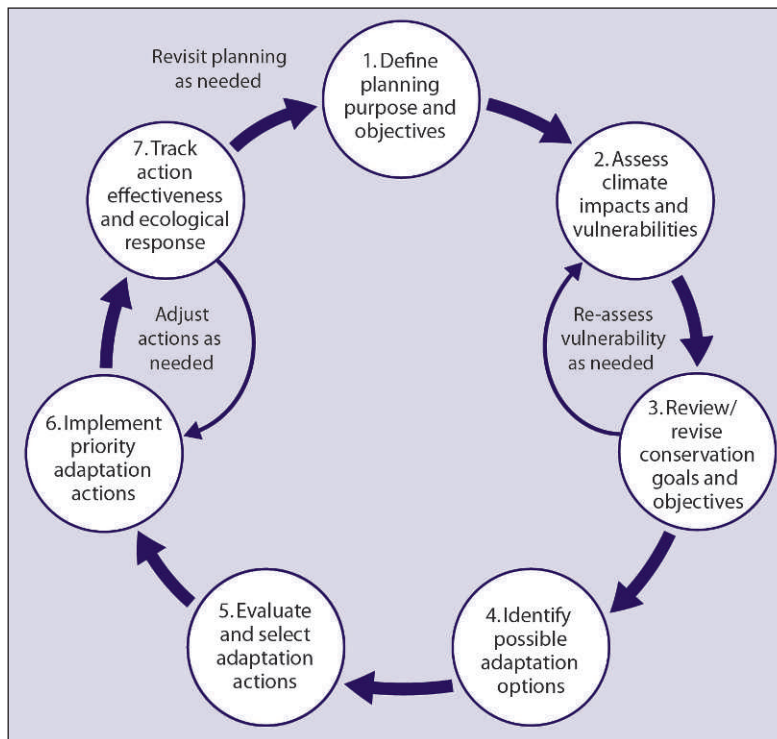 Revisit planning
as needed
1. Define
planning
purpose and
objectives
2. Assess
climate
impacts and
vulnerabilities
Re-assess
vulnerability
as needed
3. Review/
revise
conservation
goals and
objectives
4. Identify
possible
adaptation
options
5. Evaluate
and select
adaptation
actions
6. Implement
priority
adaptation
actions
7. Track
action
effectiveness
and ecological
response
Adjust
actions as
needed